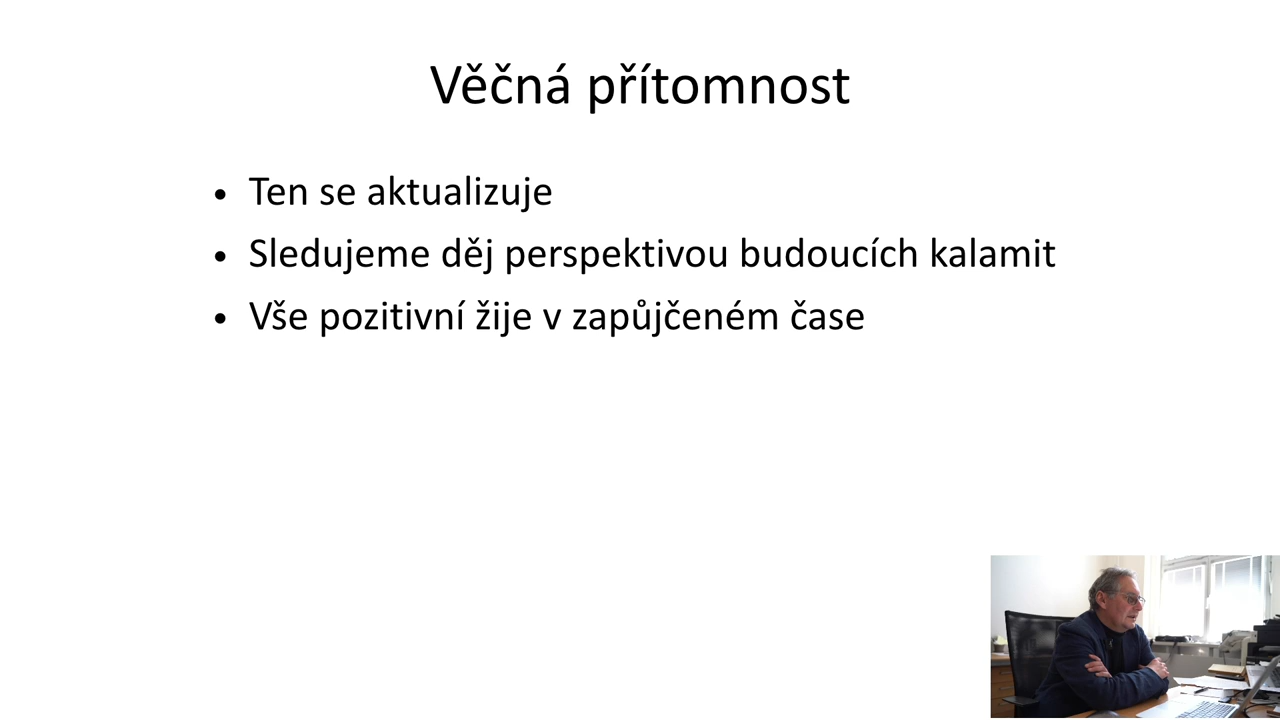 Věčná přítomnost
• Ten se aktualizuje
• Sledujeme děj perspektivou budoucích kalamit
• Vše pozitivní žije v zapůjčeném čase